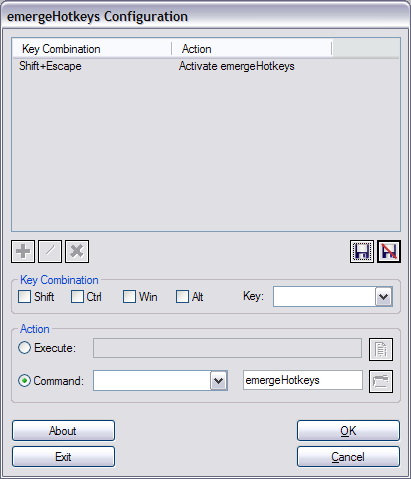 emergeHotkeys Configuration
Key Combination Action
Shift+Escape Activate emergeHotkeys
Key Combination
Shift Ctrl Win Alt Key:
Action
Execute:
Command: emergeHotkeys
About OK
Exit Cancel